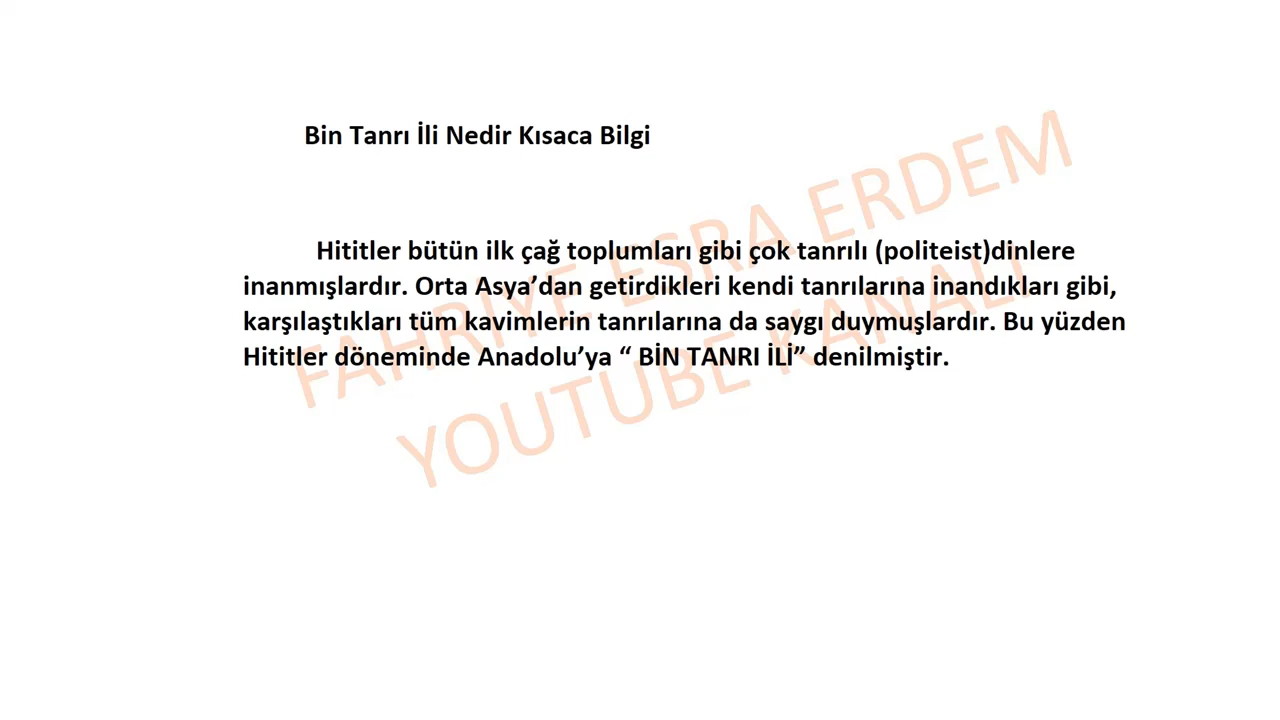 Bin Tanrı İli Nedir Kısaca Bilgi
Hititler bütün ilk çağ toplumları gibi çok tanrılı (politeist)dinlere
inanmışlardır. Orta Asya’dan getirdikleri kendi tanrılarına inandıkları gibi,
karşılaştıkları tüm kavimlerin tanrılarına da saygı duymuşlardır. Bu yüzden
Hititler döneminde Anadolu’ya “ BİN TANRI İLİ” denilmiştir.
FAHRİYE ESRA ERDEM
YOUTUBE KANALI